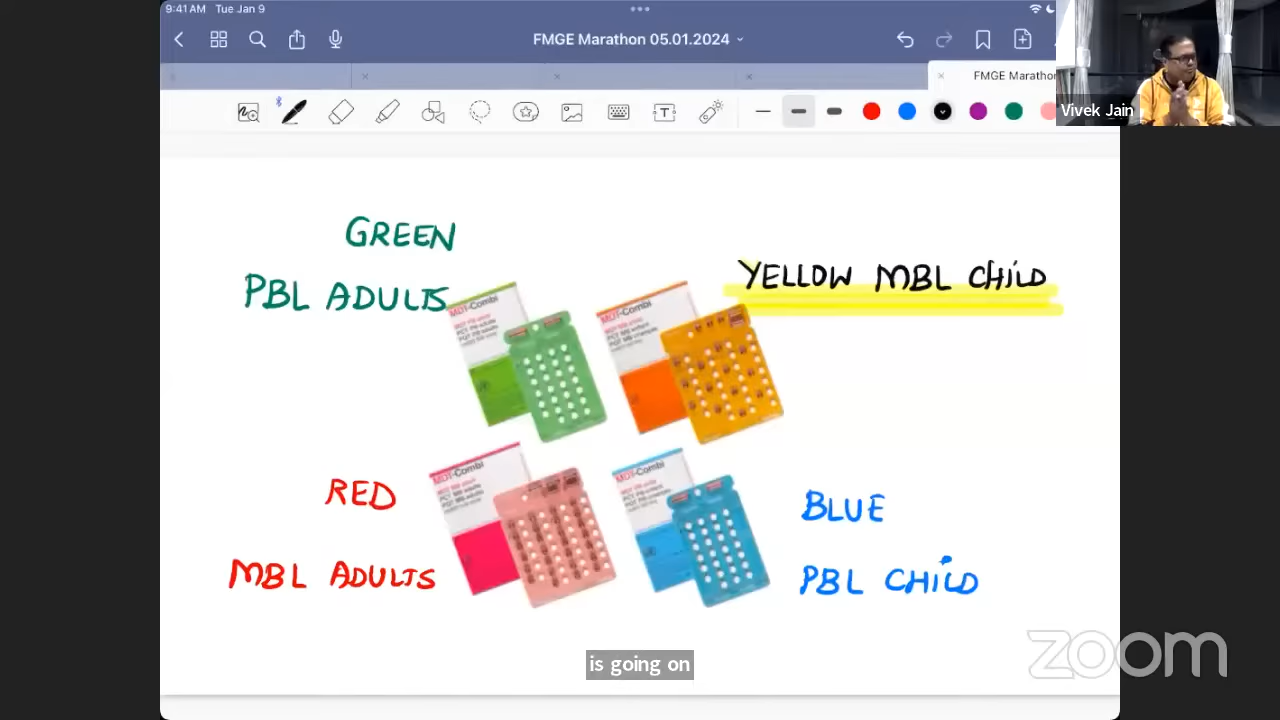 9:41 AM Tue Jan 9
FMGE Marathon 05.01.2024
FMGE Marathon
Vivek Jain
T
GREEN
PBL ADULTS
YELLOW MBL CHILD
MDT-Combi
MDT-Combi
RED
MBL ADULTS
MDT-Combi
MDT-Combi
BLUE
PBL CHILD
is going on
zoom